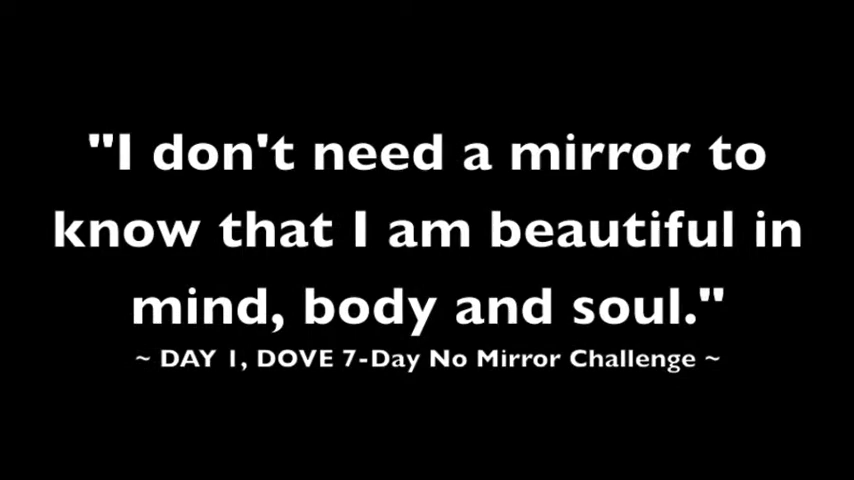 "I don't need a mirror to
know that I am beautiful in
mind, body and soul."
~ DAY 1, DOVE 7-Day No Mirror Challenge ~